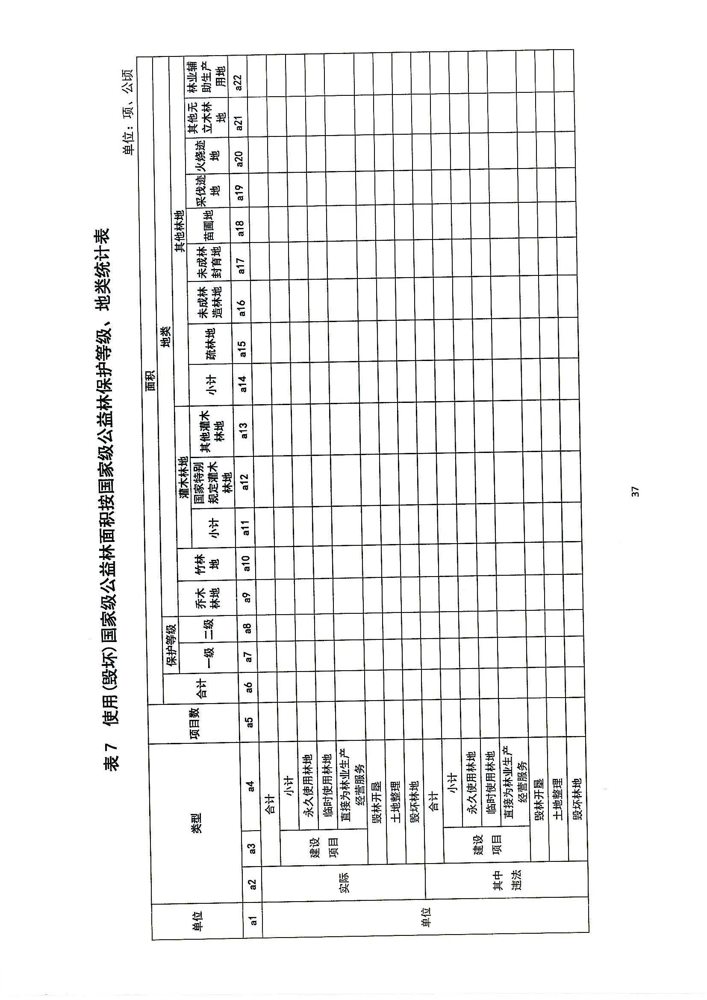 表 7 使用（毁坏）国家级公益林面积按国家级公益林保护等级、地类统计表
单位：项、公顷
单位
类型
项目数
面积
合计
保护等级
地类
一级
二级
乔木
林地
竹林
地
灌木林地
其他林地
小计
国家特别
规定灌木
林地
其他灌木
林地
小计
疏林地
未成林
造林地
未成林
封育地
苗圃地
采伐迹
地
火烧迹
地
其他无
立木林
地
林业辅
助生产
用地
a1 a2 a3 a4 a5 a6 a7 a8 a9 a10 a11 a12 a13 a14 a15 a16 a17 a18 a19 a20 a21 a22
单位
实际
合计
建设
项目
小计
永久使用林地
临时使用林地
直接为林业生产
经营服务
毁林开垦
土地整理
毁坏林地
其中
违法
合计
建设
项目
小计
永久使用林地
临时使用林地
直接为林业生产
经营服务
毁林开垦
土地整理
毁坏林地
37